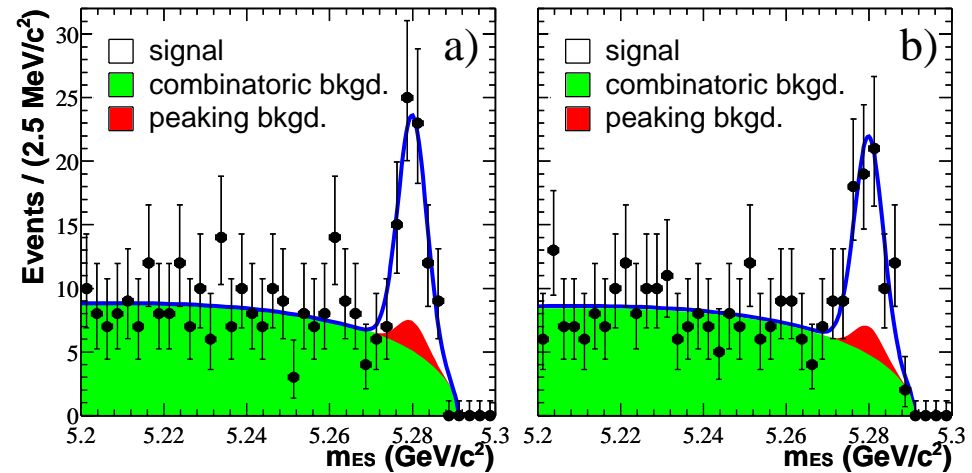 Events / (2.5 MeV/c²)
30
25
20
15
10
5
0
a)
signal
combinatoric bkgd.
peaking bkgd.
5.2
5.22
5.24
5.26
5.28
5.3
mES (GeV/c²)
b)
signal
combinatoric bkgd.
peaking bkgd.
5.2
5.22
5.24
5.26
5.28
5.3
mES (GeV/c²)